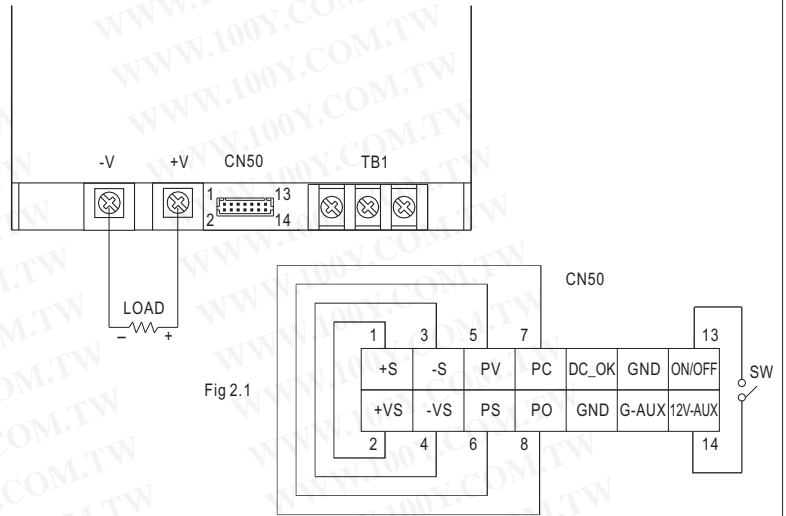 -V +V CN50 TB1
1 13
2 14
LOAD
– +
CN50
1 3 5 7 13
+S -S PV PC DC_OK GND ON/OFF
SW
Fig 2.1
+VS -VS PS PO GND G-AUX 12V-AUX
2 4 6 8 14
WWW.100Y.COM.TW